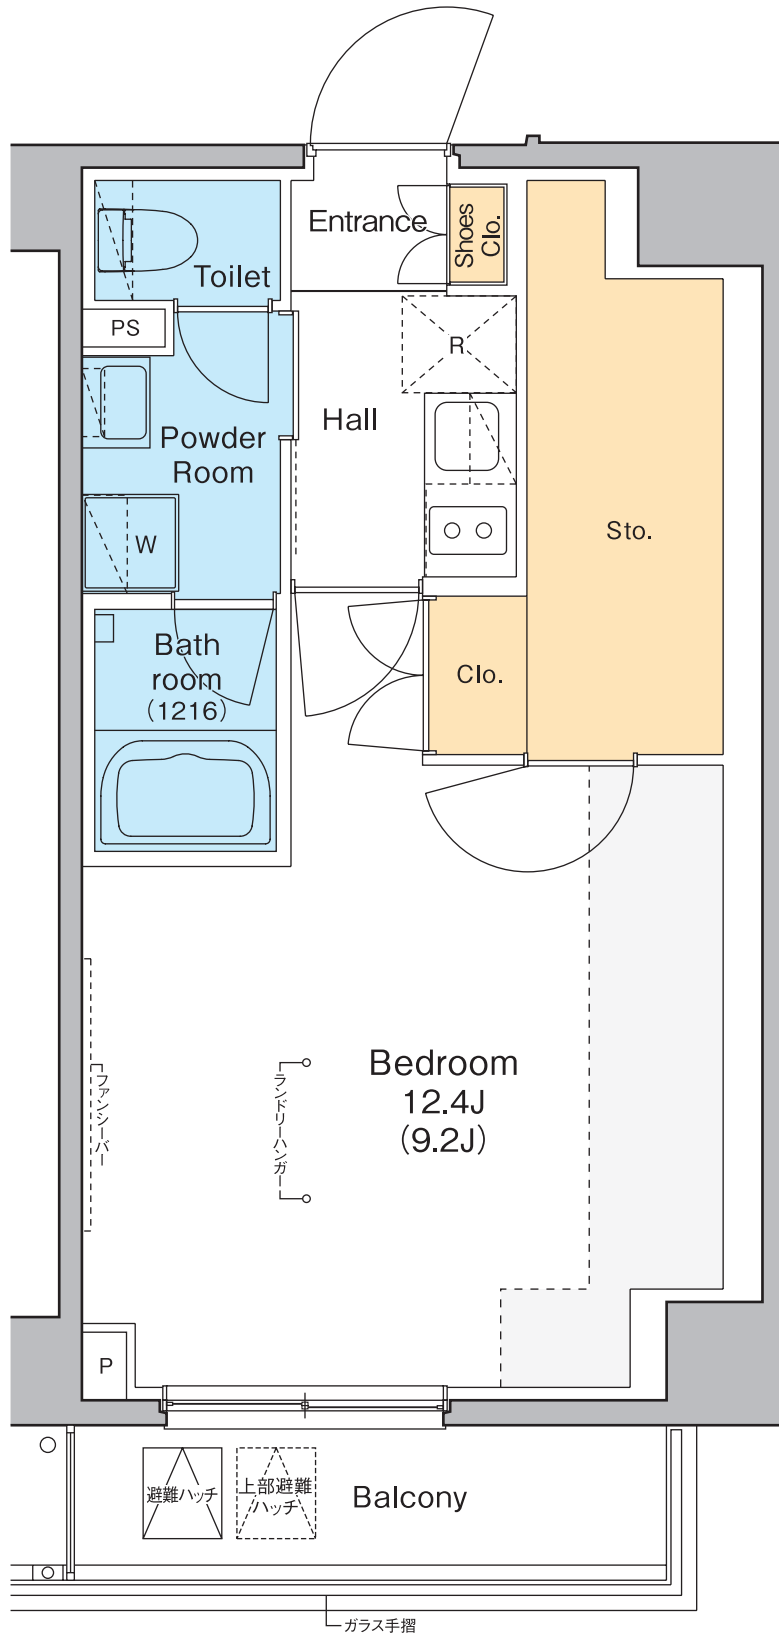 Entrance
Shoes
Clo.
Toilet
PS
R
Hall
Powder
Room
W
Sto.
Bath
room
(1216)
Clo.
Bedroom
12.4J
(9.2J)
ファンシーバー
ランドリーハンガ
P
避難ハッチ
上部避難
ハッチ
Balcony
ガラス手摺